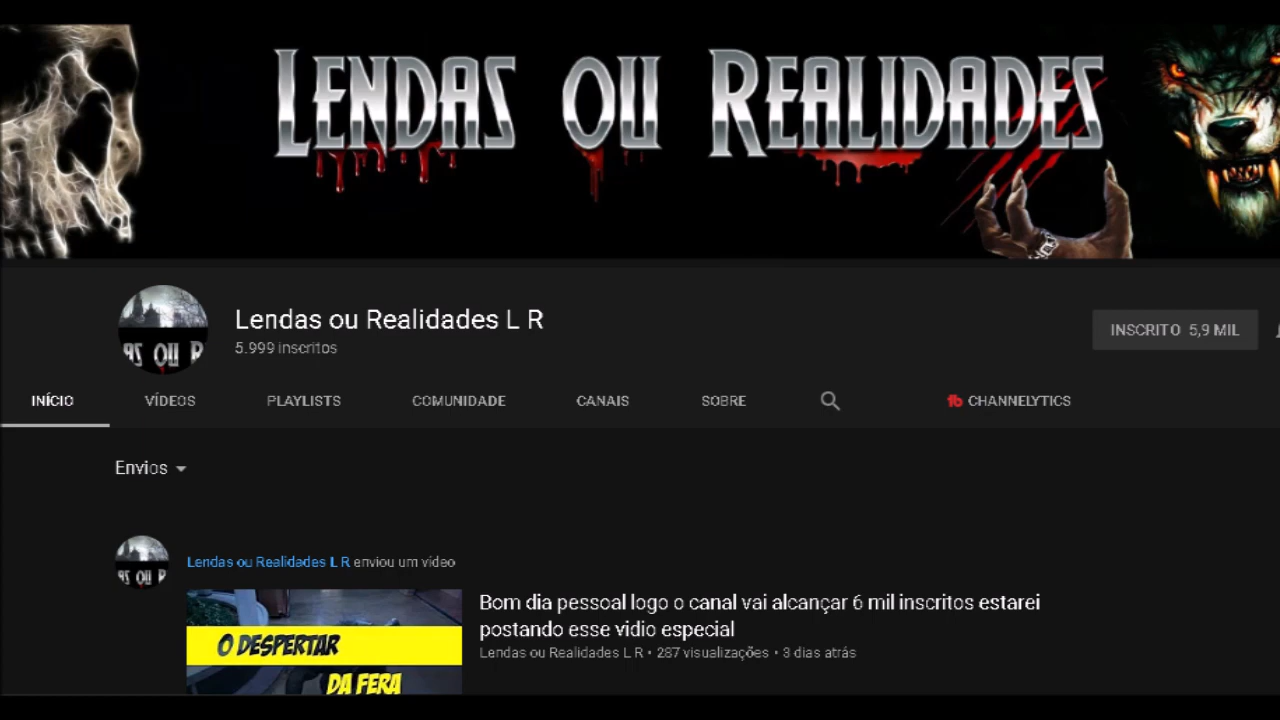 LENDAS OU REALIDADES
Lendas ou Realidades L R
5.999 inscritos
INSCRITO 5,9 MIL
INÍCIO VÍDEOS PLAYLISTS COMUNIDADE CANAIS SOBRE CHANNELYTICS
Envios
Lendas ou Realidades L R enviou um vídeo
O DESPERTAR
DA FERA
Bom dia pessoal logo o canal vai alcançar 6 mil inscritos estarei
postando esse vidio especial
Lendas ou Realidades L R • 287 visualizações • 3 dias atrás